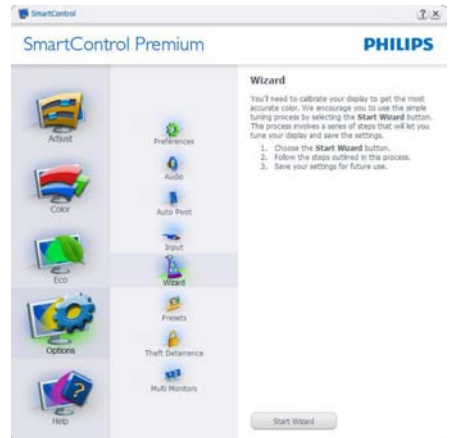 SmartControl
SmartControl Premium
PHILIPS
Adjust
Color
Eco
Options
Help
Preferences
Audio
Auto Pivot
Input
Wizard
Presets
Theft Deterrence
Multi Monitors
Wizard
You'll need to calibrate your display to get the most
accurate color. We encourage you to use the simple
tuning process by selecting the Start Wizard button.
This process involves a series of steps that will let you
tune your display and save the settings.
1. Choose the Start Wizard button.
2. Follow the steps outlined in this process.
3. Save your settings for future use.
Start Wizard